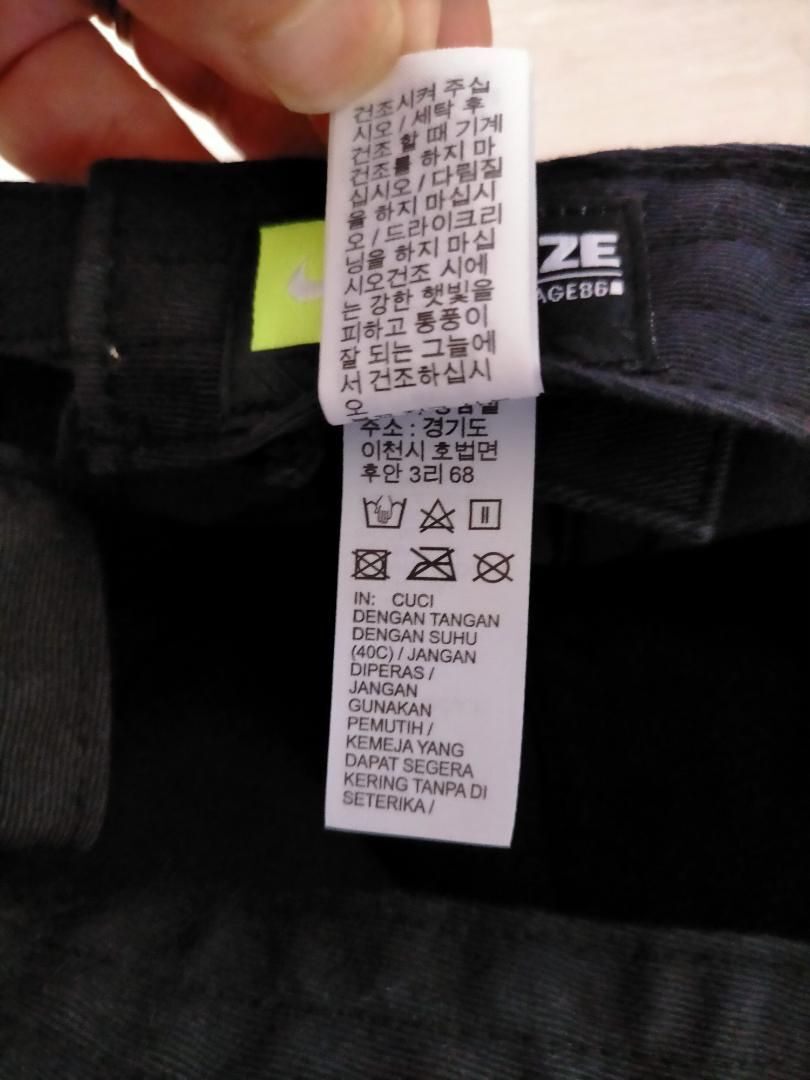 건조시켜 주십
시오 / 세탁 후
건조 할 때 기계
건조를 하지 마
십시오 / 다림질
을 하지 마십시
오 / 드라이크리
닝을 하지 마십
시오건조 시에
는 강한 햇빛을
피하고 통풍이
잘 되는 그늘에
서 건조하십시
오
ZE
AGE86
주소 : 경기도
이천시 호법면
후안 3리 68
IN: CUCI
DENGAN TANGAN
DENGAN SUHU
(40C) / JANGAN
DIPERAS /
JANGAN
GUNAKAN
PEMUTIH /
KEMEJA YANG
DAPAT SEGERA
KERING TANPA DI
SETERIKA /